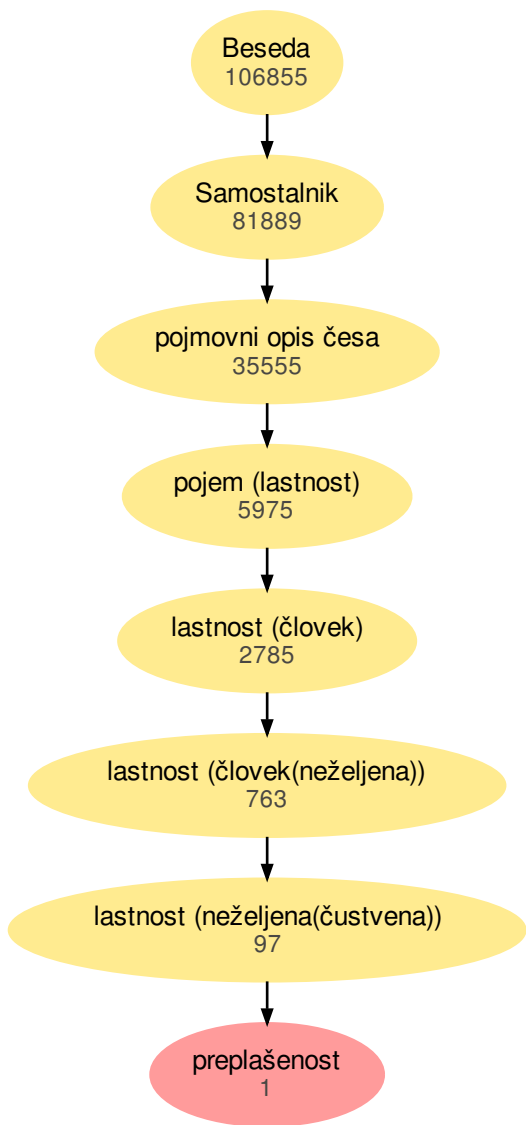 Beseda
106855
Samostalnik
81889
pojmovni opis česa
35555
pojem (lastnost)
5975
lastnost (človek)
2785
lastnost (človek(neželjena))
763
lastnost (neželjena(čustvena))
97
preplašenost
1